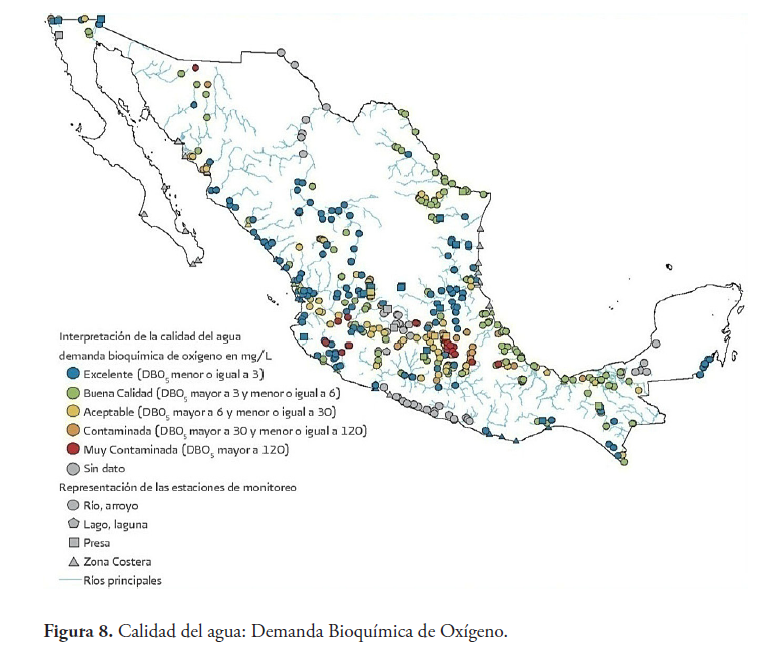 Interpretación de la calidad del agua
demanda bioquímica de oxígeno en mg/L
Excelente (DBO5 menor o igual a 3)
Buena Calidad (DBO5 mayor a 3 y menor o igual a 6)
Aceptable (DBO5 mayor a 6 y menor o igual a 30)
Contaminada (DBO5 mayor a 30 y menor o igual a 120)
Muy Contaminada (DBO5 mayor a 120)
Sin dato
Representación de las estaciones de monitoreo
Río, arroyo
Lago, laguna
Presa
Zona Costera
Ríos principales
Figura 8. Calidad del agua: Demanda Bioquímica de Oxígeno.